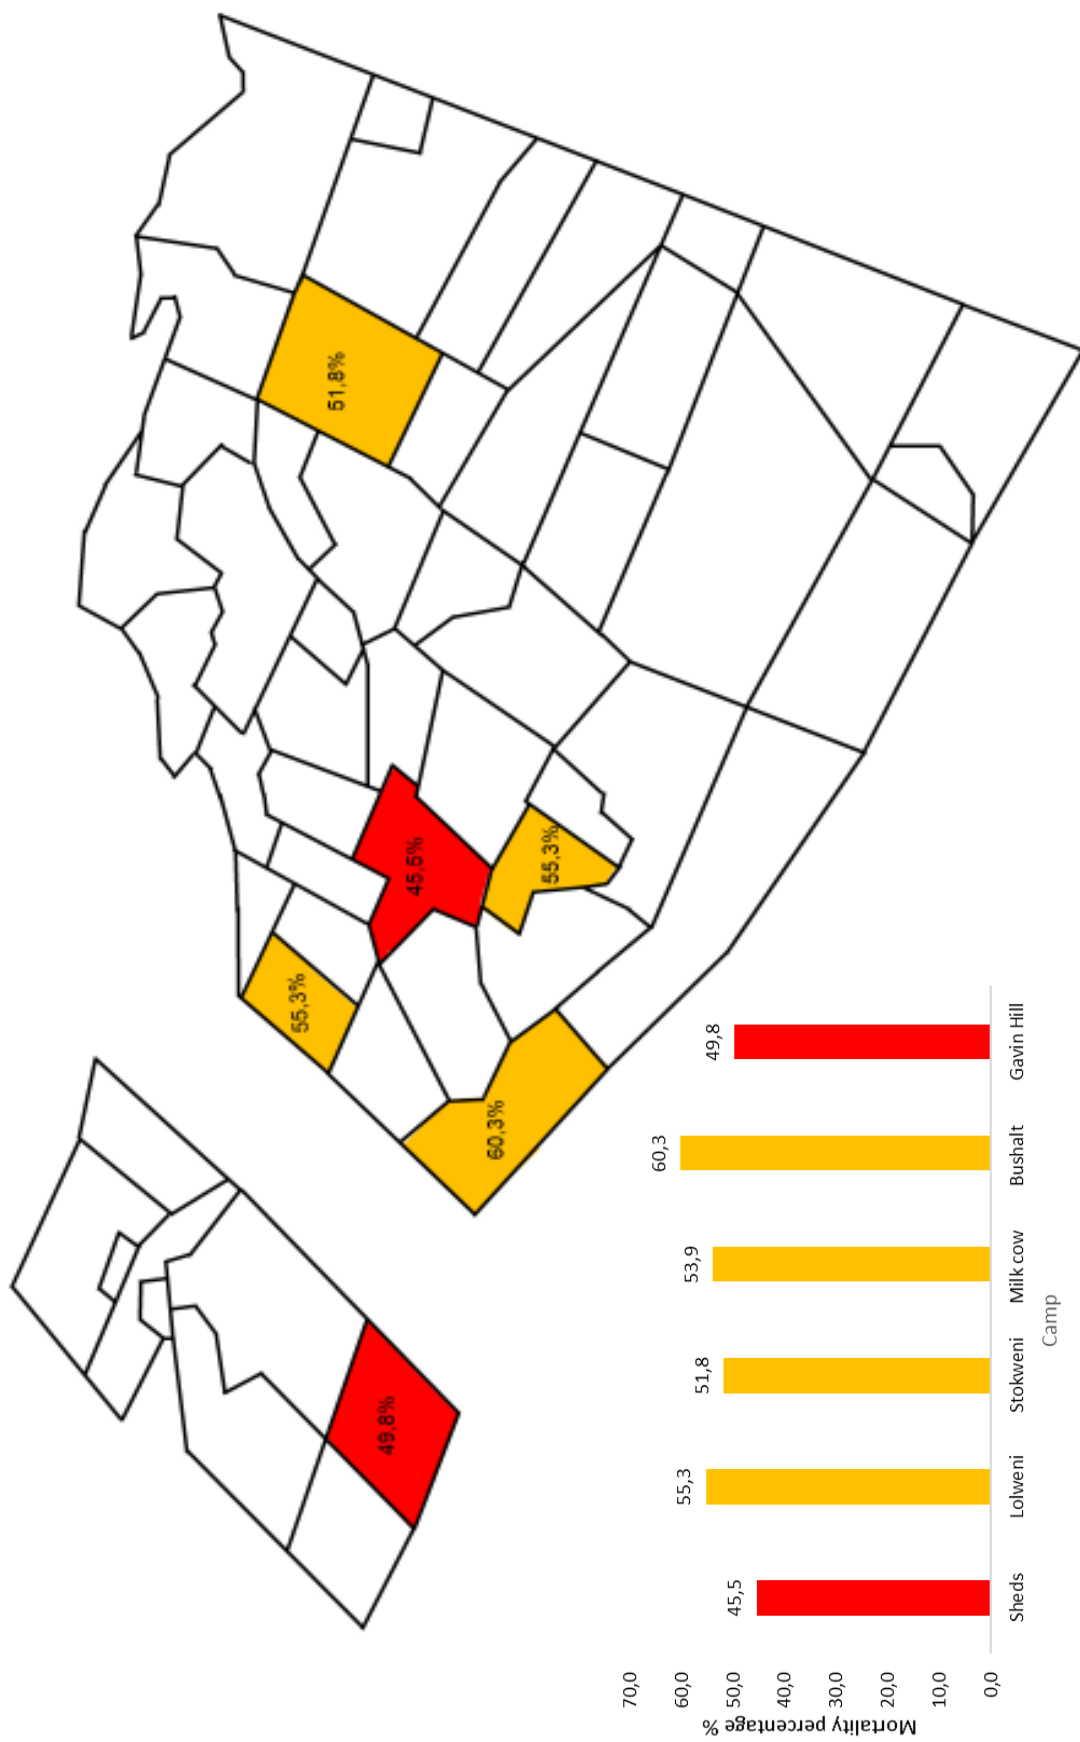 49,8%
60,3%
55,3%
45,5%
55,3%
51,8%
Mortality percentage %
70,0
60,0
50,0
40,0
30,0
20,0
10,0
0,0
45,5
55,3
51,8
53,9
60,3
49,8
Sheds
Lolweni
Stokweni
Milk cow
Bushalt
Gavin Hill
Camp